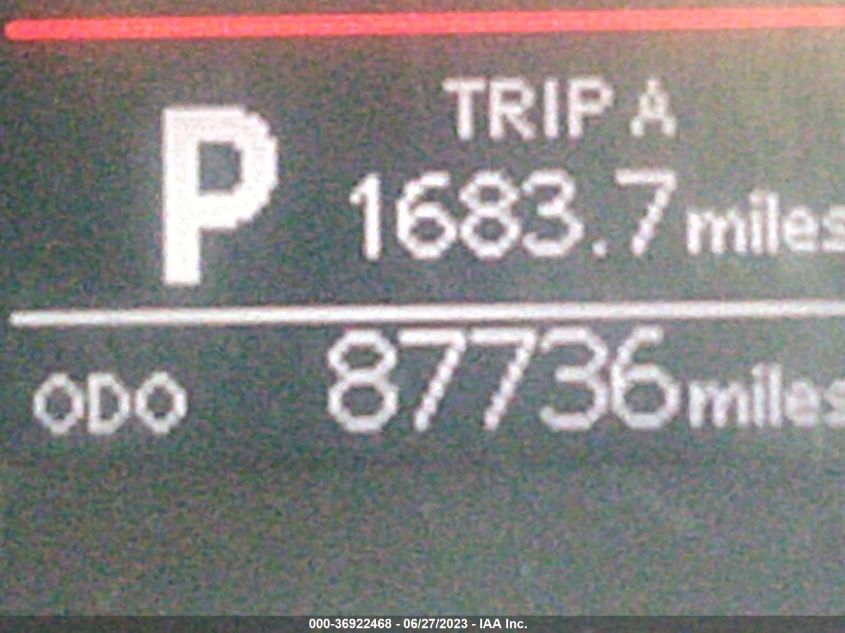 TRIP A
P 1683.7 miles
ODO 87736 miles
000-36922468 - 06/27/2023 - IAA Inc.